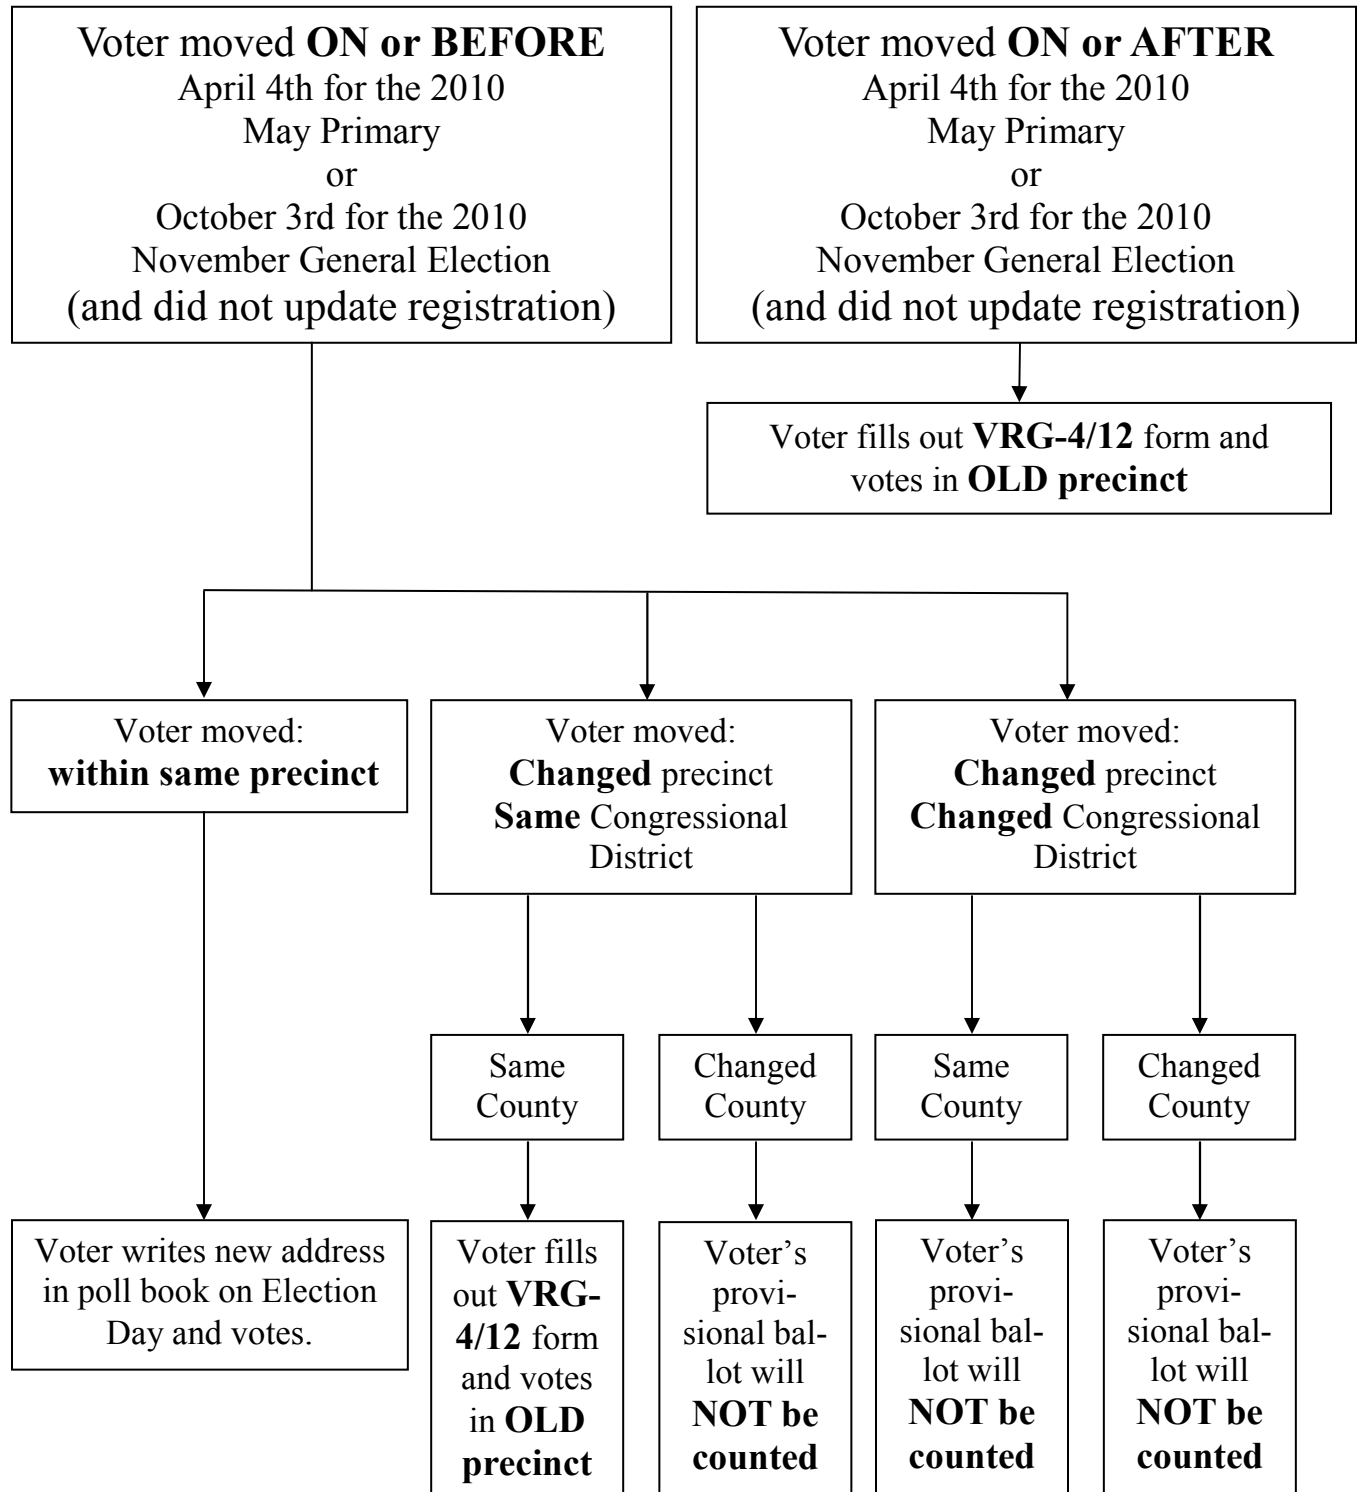 Voter moved ON or BEFORE
April 4th for the 2010
May Primary
or
October 3rd for the 2010
November General Election
(and did not update registration)
Voter moved ON or AFTER
April 4th for the 2010
May Primary
or
October 3rd for the 2010
November General Election
(and did not update registration)
Voter fills out VRG-4/12 form and
votes in OLD precinct
Voter moved:
within same precinct
Voter moved:
Changed precinct
Same Congressional
District
Voter moved:
Changed precinct
Changed Congressional
District
Same
County
Changed
County
Same
County
Changed
County
Voter writes new address
in poll book on Election
Day and votes.
Voter fills
out VRG-
4/12 form
and votes
in OLD
precinct
Voter's
provi-
sional bal-
lot will
NOT be
counted
Voter's
provi-
sional bal-
lot will
NOT be
counted
Voter's
provi-
sional bal-
lot will
NOT be
counted